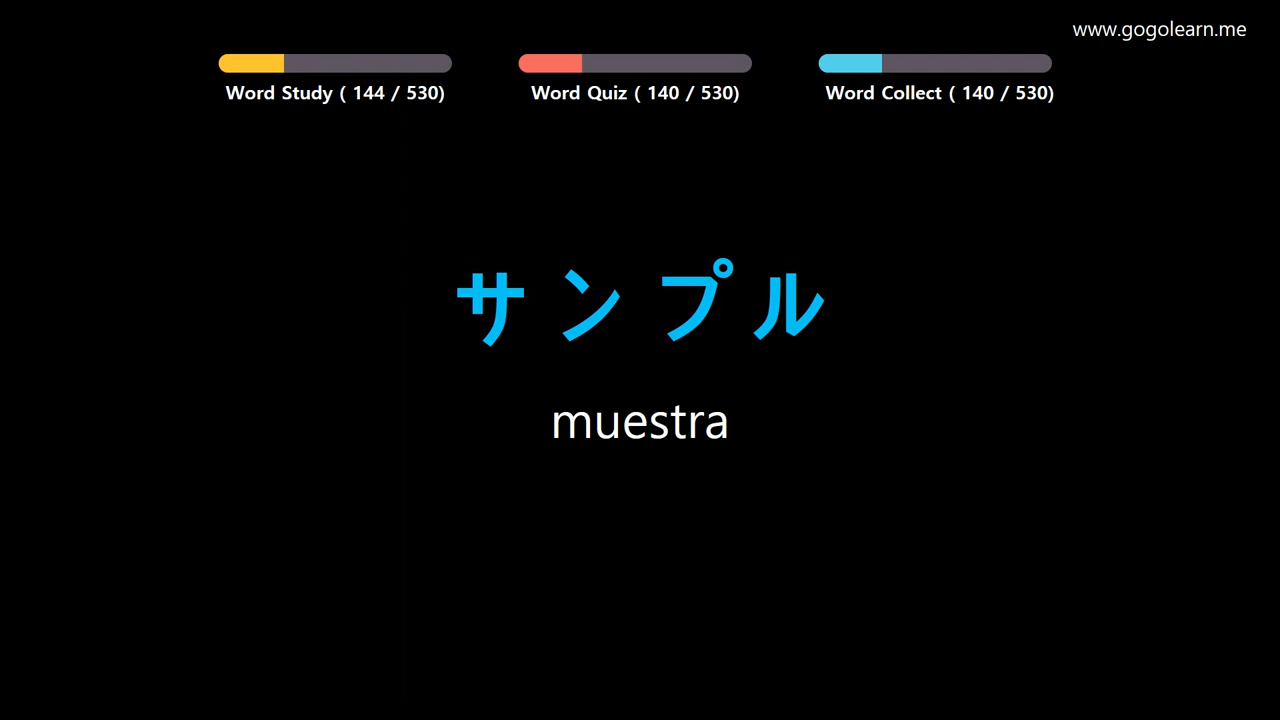 www.gogolearn.me
Word Study ( 144 / 530)
Word Quiz ( 140 / 530)
Word Collect ( 140 / 530)
サンプル
muestra